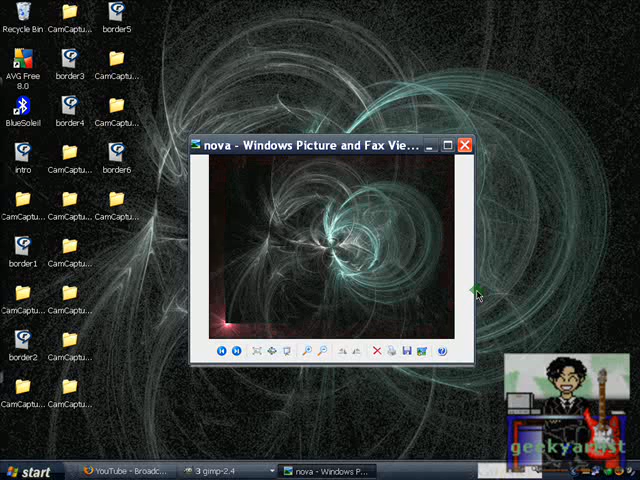 Recycle Bin
CamCaptu...
border5
AVG Free
8.0
border3
CamCaptu...
BlueSoleil
border4
CamCaptu...
intro
CamCaptu...
border6
CamCaptu...
CamCaptu...
CamCaptu...
border1
CamCaptu...
CamCaptu...
CamCaptu...
border2
CamCaptu...
CamCaptu...
CamCaptu...
nova - Windows Picture and Fax Vie...
geekyartist
start
YouTube - Broadc...
3 gimp-2.4
nova - Windows P...